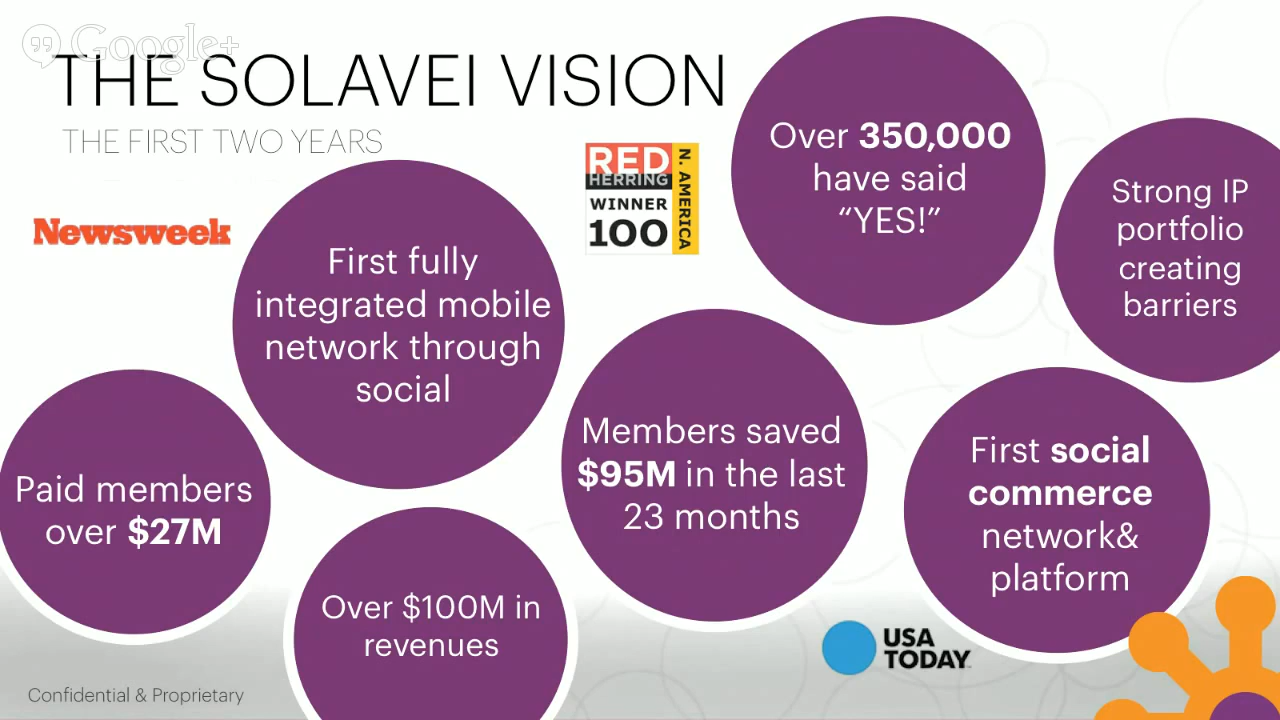 Google+
THE SOLAVEI VISION
THE FIRST TWO YEARS
Newsweek
RED
HERRING
WINNER
100
N. AMERICA
Over 350,000
have said
“YES!”
Strong IP
portfolio
creating
barriers
First fully
integrated mobile
network through
social
Members saved
$95M in the last
23 months
First social
commerce
network&
platform
Paid members
over $27M
Over $100M in
revenues
USA
TODAY
Confidential & Proprietary